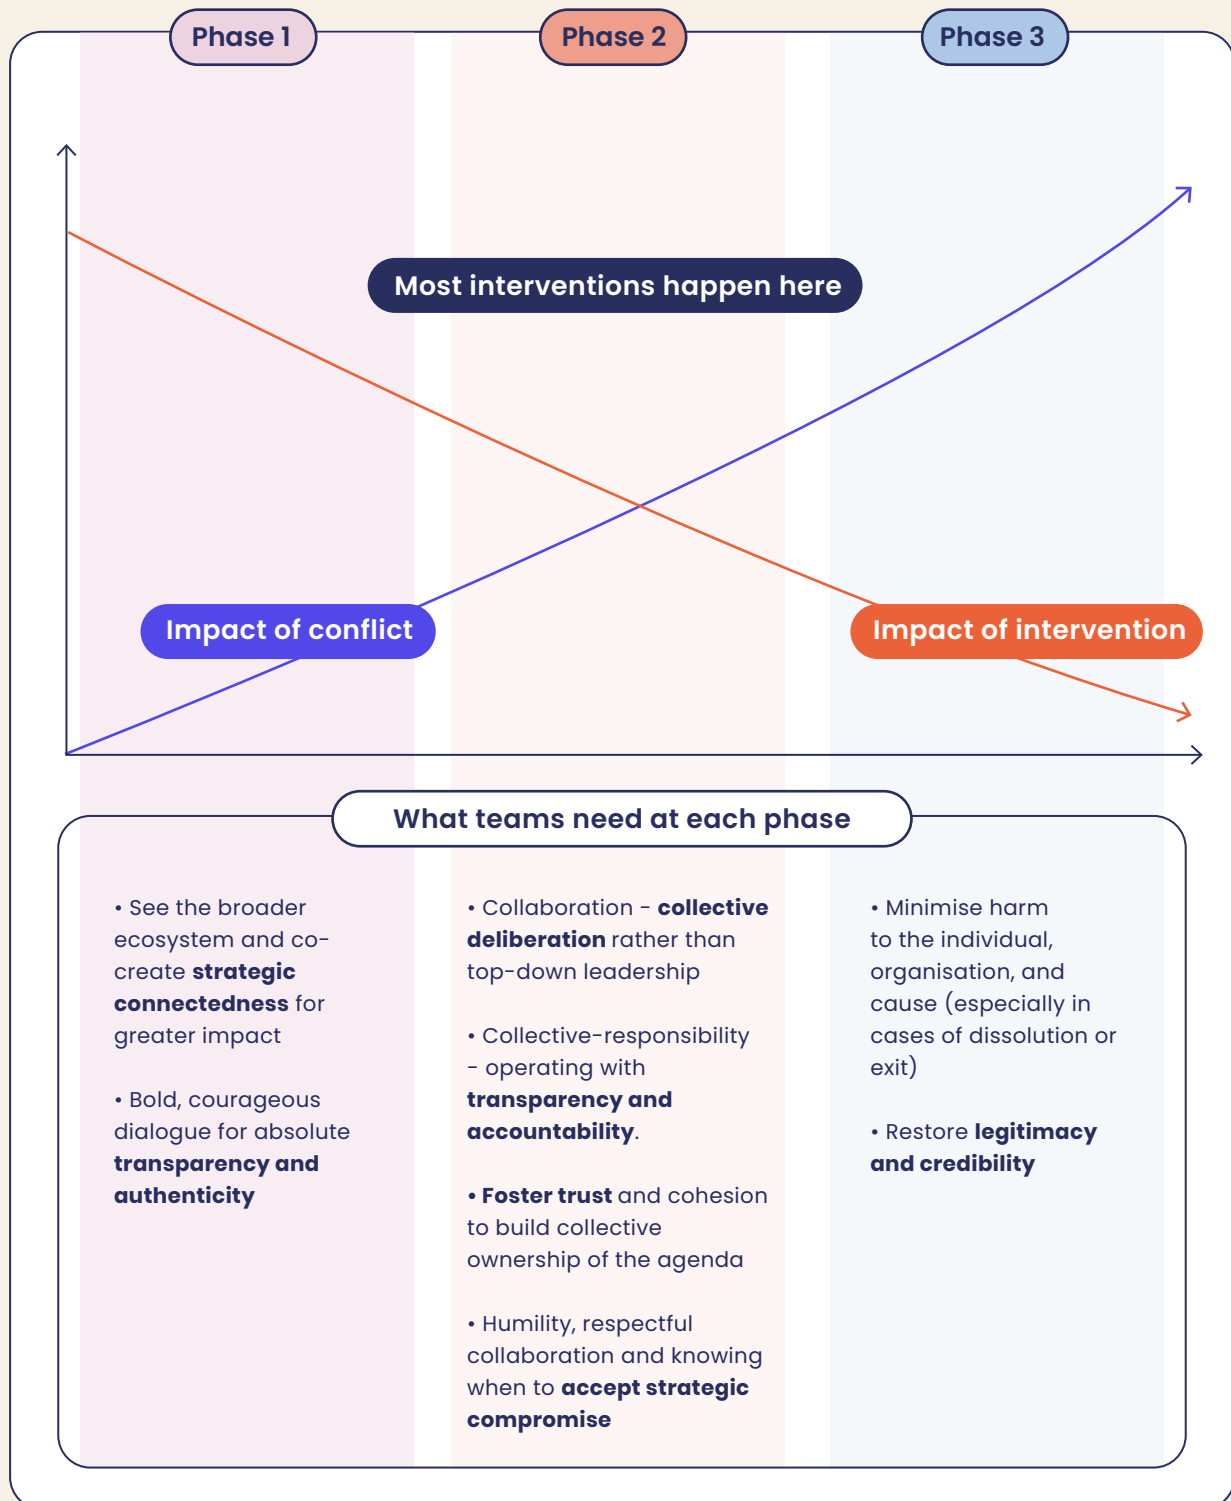 Phase 1
Phase 2
Phase 3
Most interventions happen here
Impact of conflict
Impact of intervention
What teams need at each phase
• See the broader
ecosystem and co-
create strategic
connectedness for
greater impact
• Bold, courageous
dialogue for absolute
transparency and
authenticity
• Collaboration - collective
deliberation rather than
top-down leadership
• Collective-responsibility
- operating with
transparency and
accountability.
• Foster trust and cohesion
to build collective
ownership of the agenda
• Humility, respectful
collaboration and knowing
when to accept strategic
compromise
• Minimise harm
to the individual,
organisation, and
cause (especially in
cases of dissolution or
exit)
• Restore legitimacy
and credibility